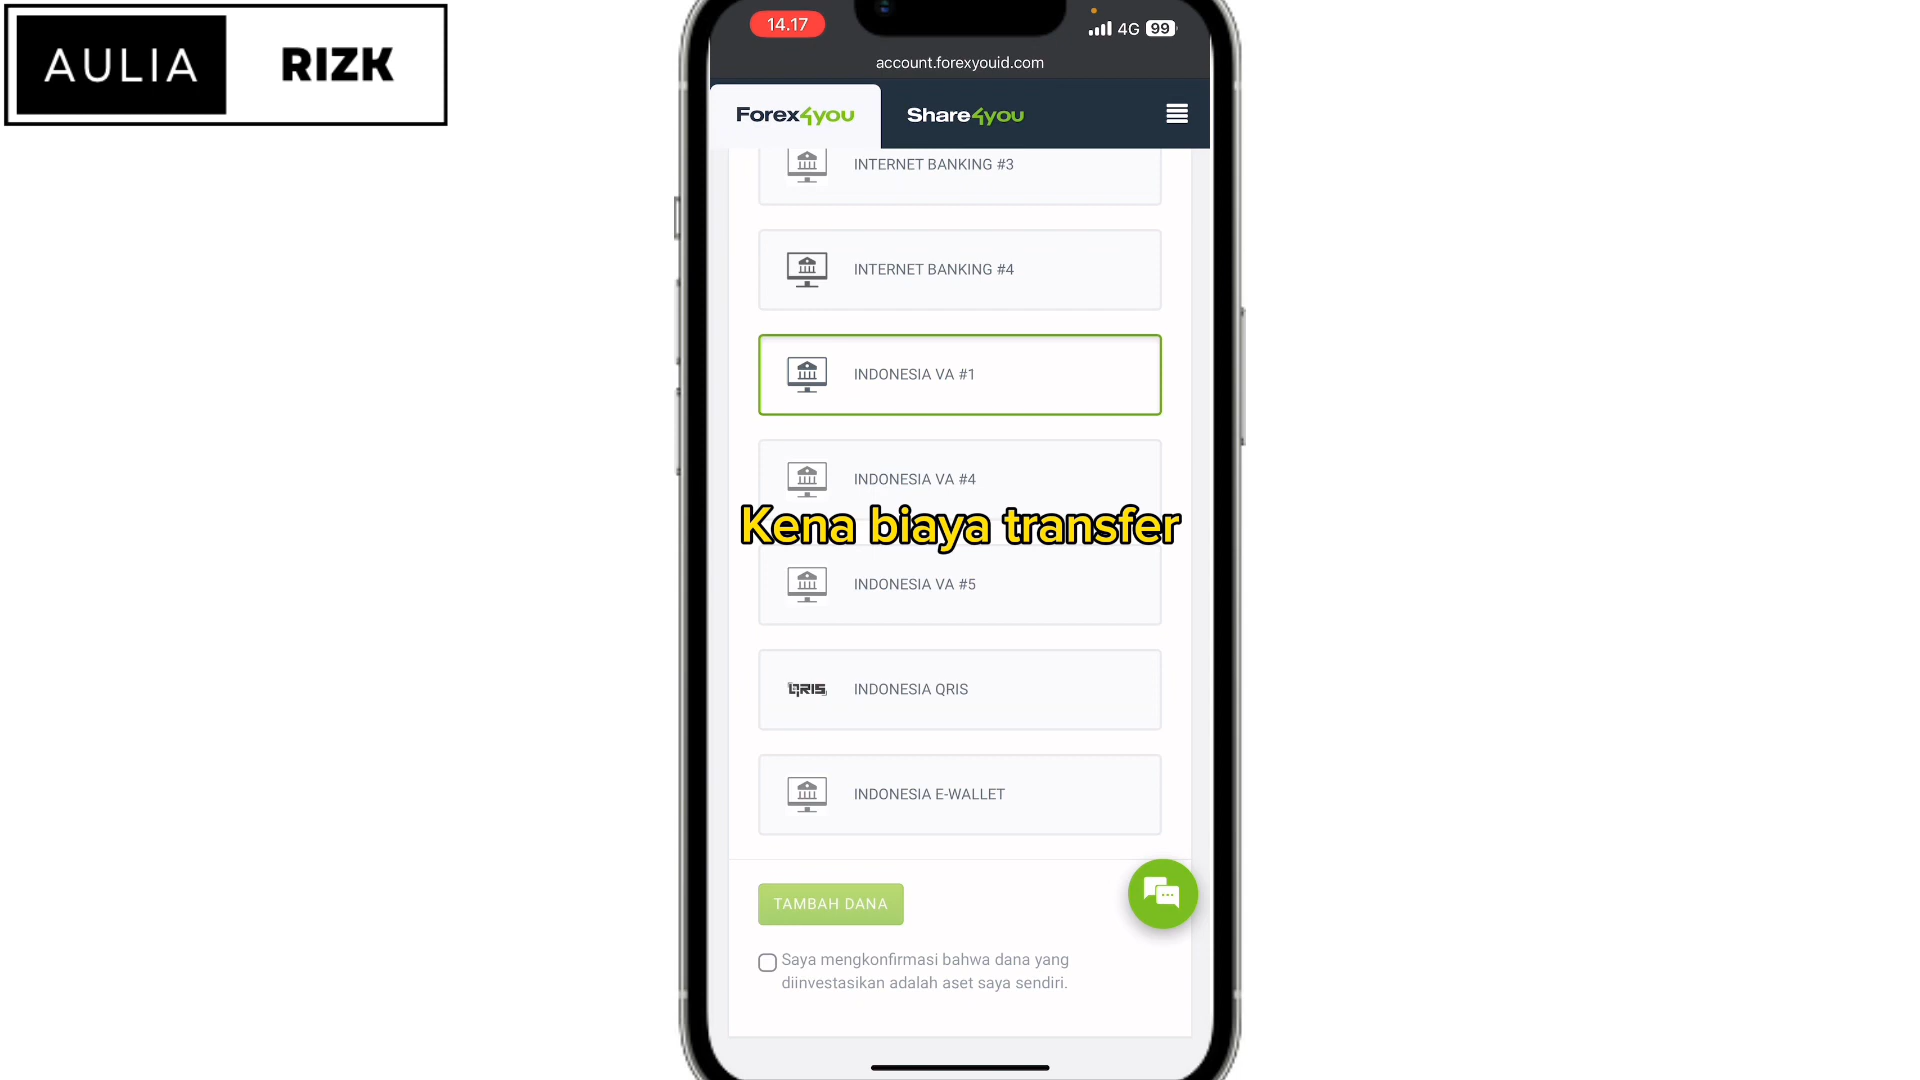 AULIA RIZK
14.17
4G 99
account.forexyouid.com
Forex4you Share4you
INTERNET BANKING #3
INTERNET BANKING #4
INDONESIA VA #1
INDONESIA VA #4
Kena biaya transfer
INDONESIA VA #5
QRIS INDONESIA QRIS
INDONESIA E-WALLET
TAMBAH DANA
Saya mengkonfirmasi bahwa dana yang
diinvestasikan adalah aset saya sendiri.